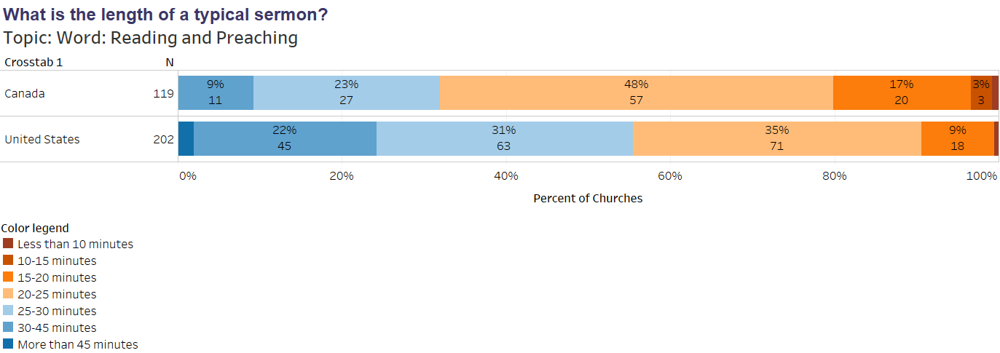 What is the length of a typical sermon?
Topic: Word: Reading and Preaching
Crosstab 1 N
9% 23% 48% 17% 3%
Canada 119
11 27 57 20 3
22% 31% 35% 9%
United States 202
45 63 71 18
0% 20% 40% 60% 80% 100%
Percent of Churches
Color legend
Less than 10 minutes
10-15 minutes
15-20 minutes
20-25 minutes
25-30 minutes
30-45 minutes
More than 45 minutes